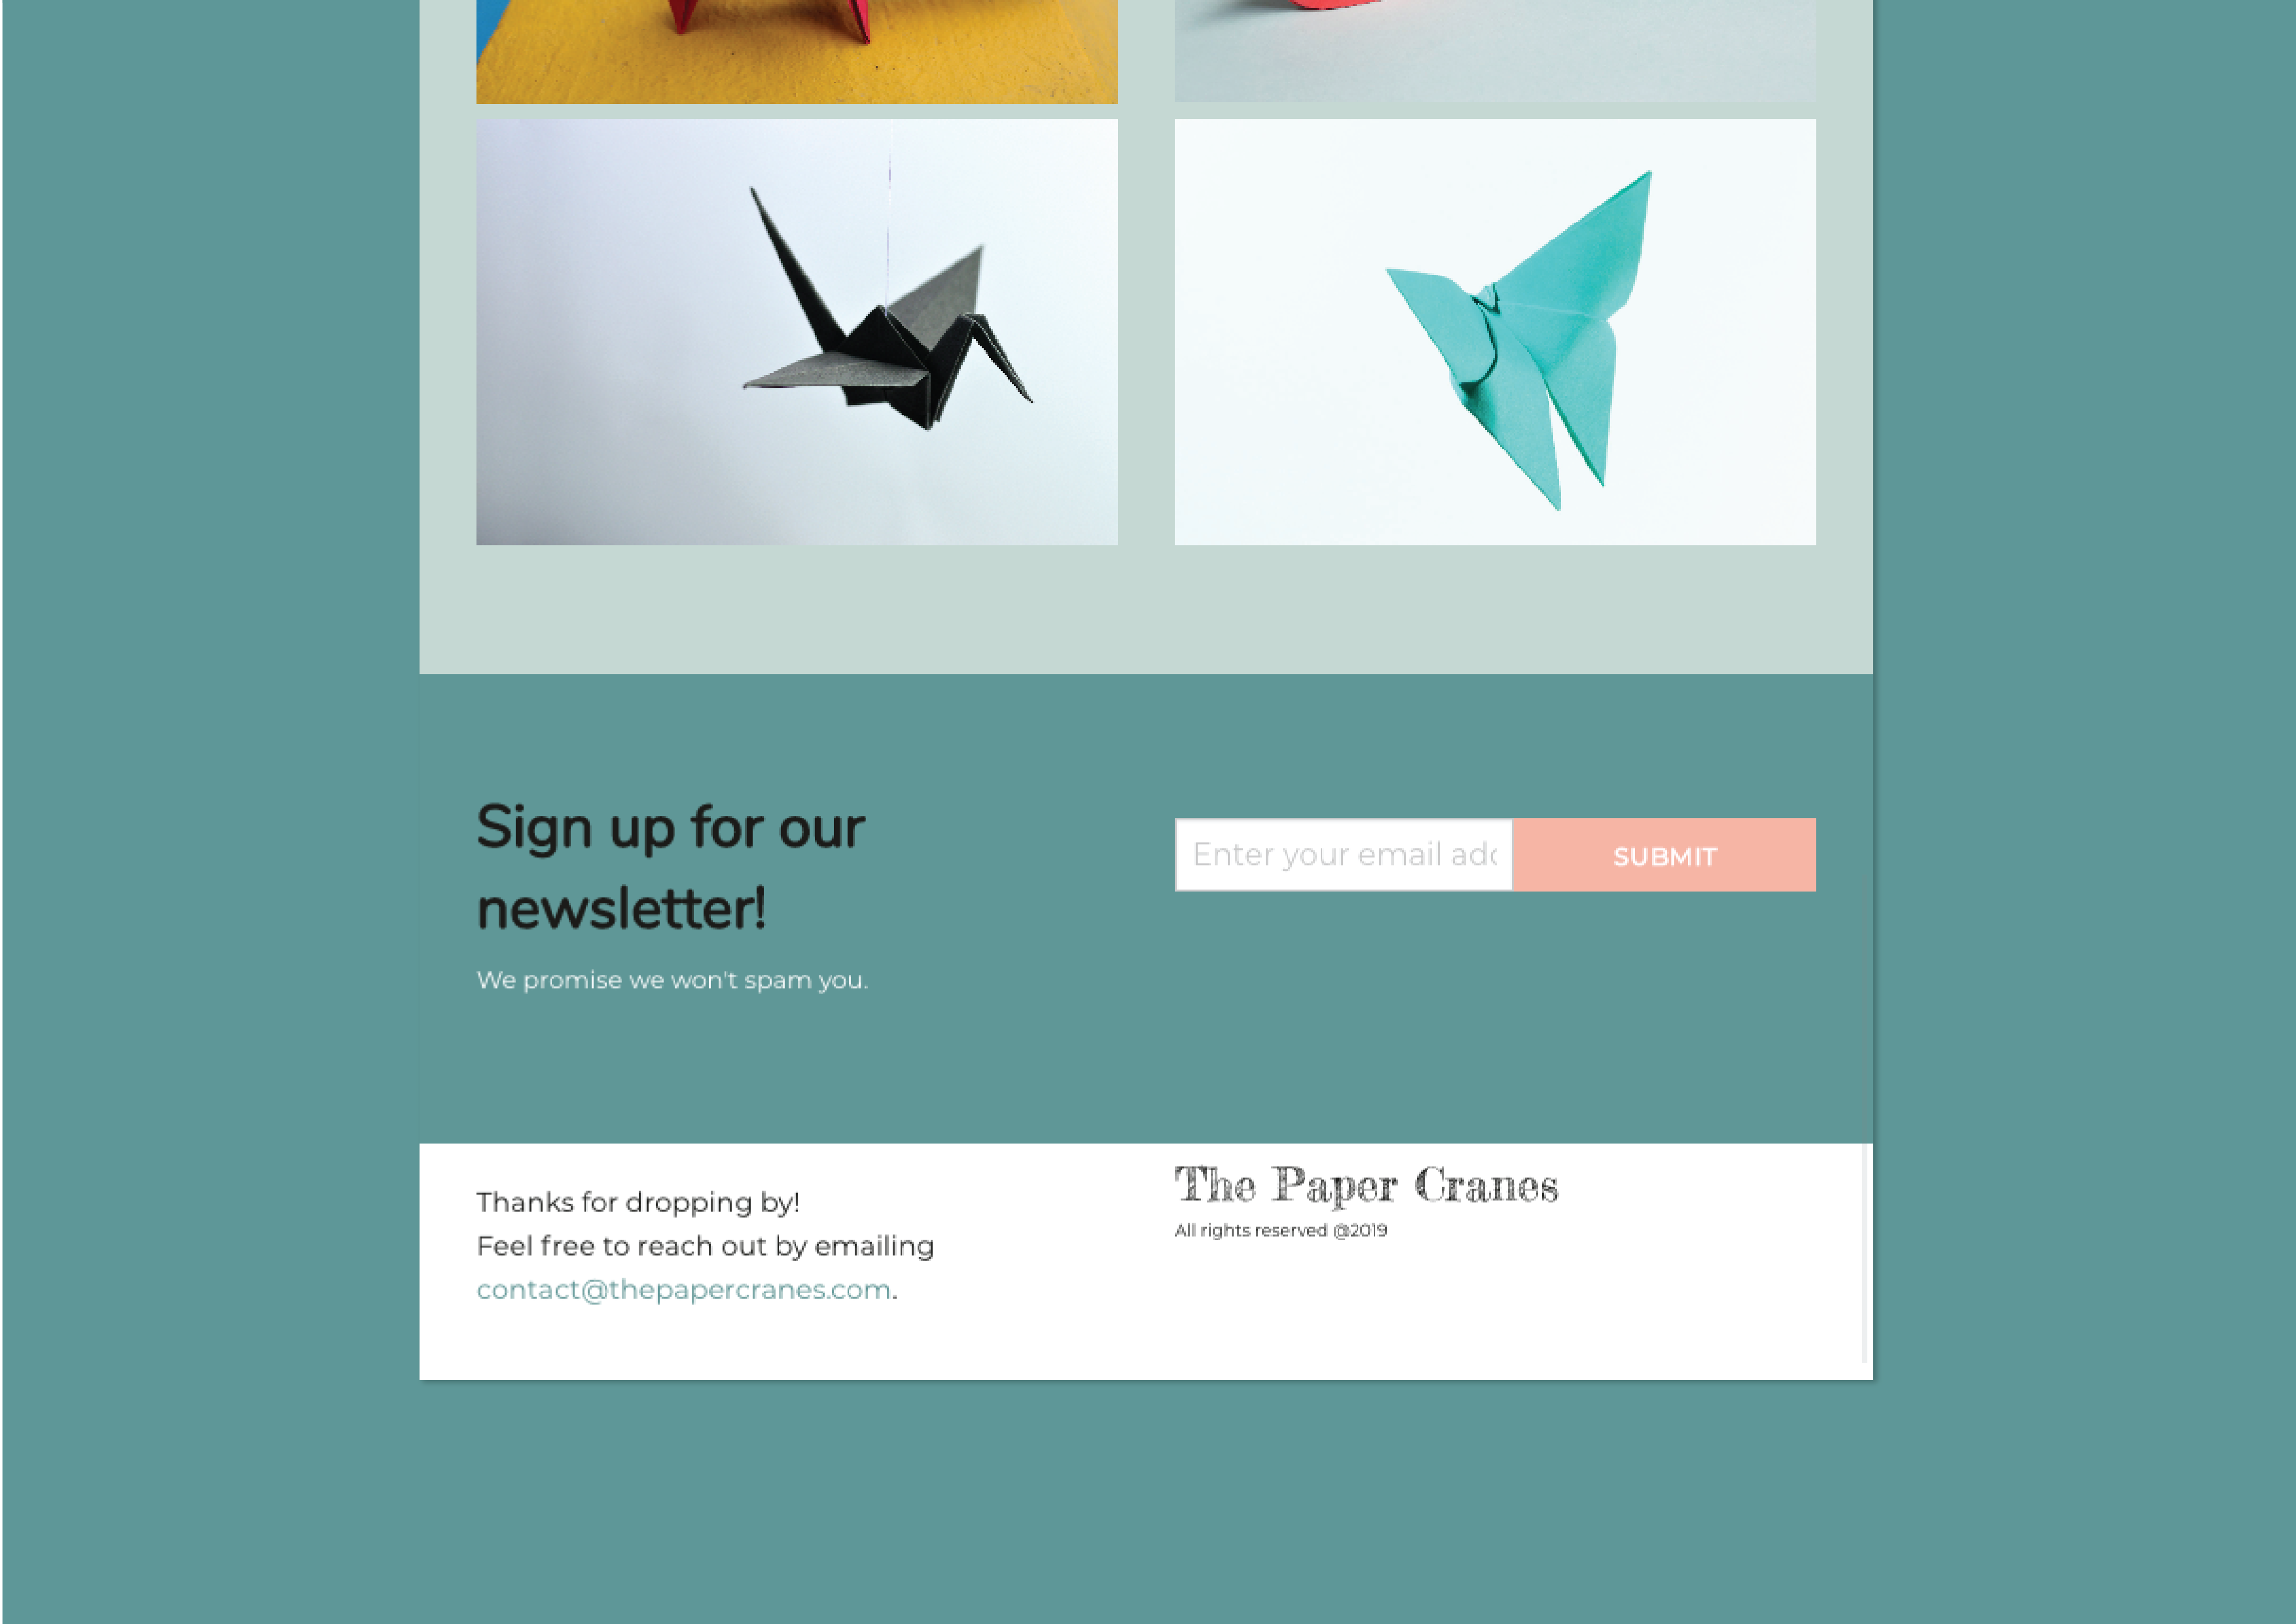 Sign up for our
newsletter!
We promise we won't spam you.
Enter your email
SUBMIT
Thanks for dropping by!
Feel free to reach out by emailing
contact@thepapercranes.com.
The Paper Cranes
All rights reserved @2019